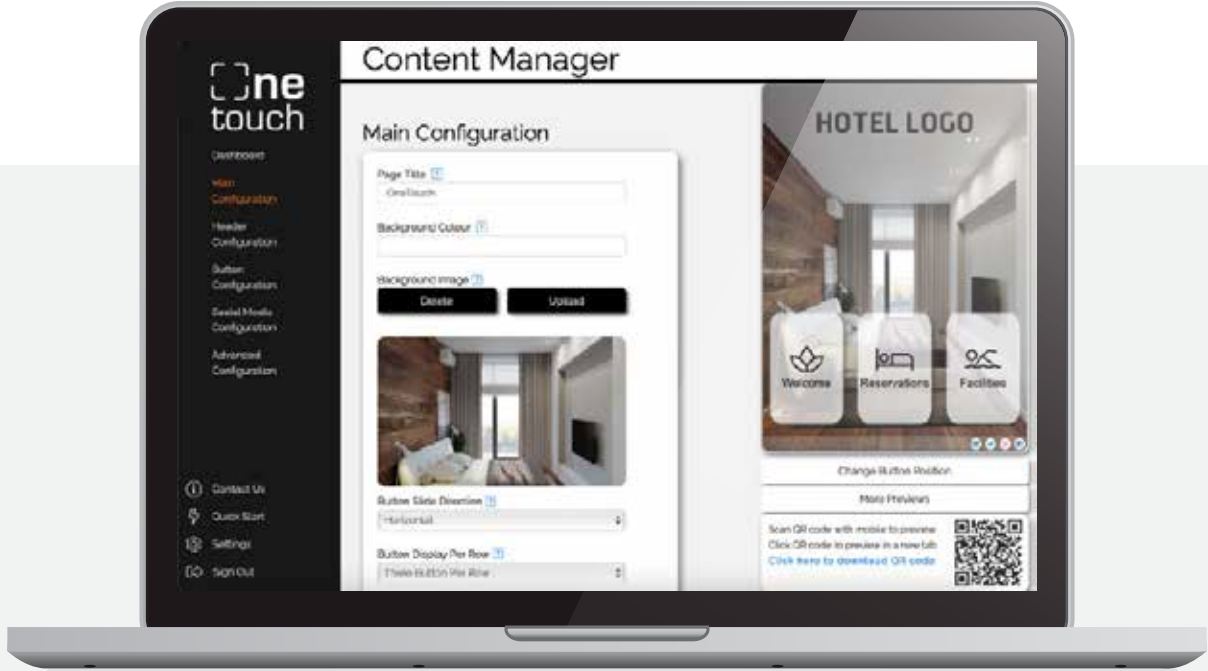 One
touch
Dashboard
Main
Configuration
Header
Configuration
Button
Configuration
Social Media
Configuration
Advanced
Configuration
Contact Us
Quick Start
Settings
Sign Out
Content Manager
Main Configuration
Page Title ?
OneTouch
Background Colour ?
Background Image ?
Delete
Upload
Button Slide Direction ?
Horizontal
Button Display Per Row ?
Three Button Per Row
HOTEL LOGO
Welcome
Reservations
Facilities
Change Button Position
More Previews
Scan QR code with mobile to preview
Click QR code to preview in a new tab
Click here to download QR code